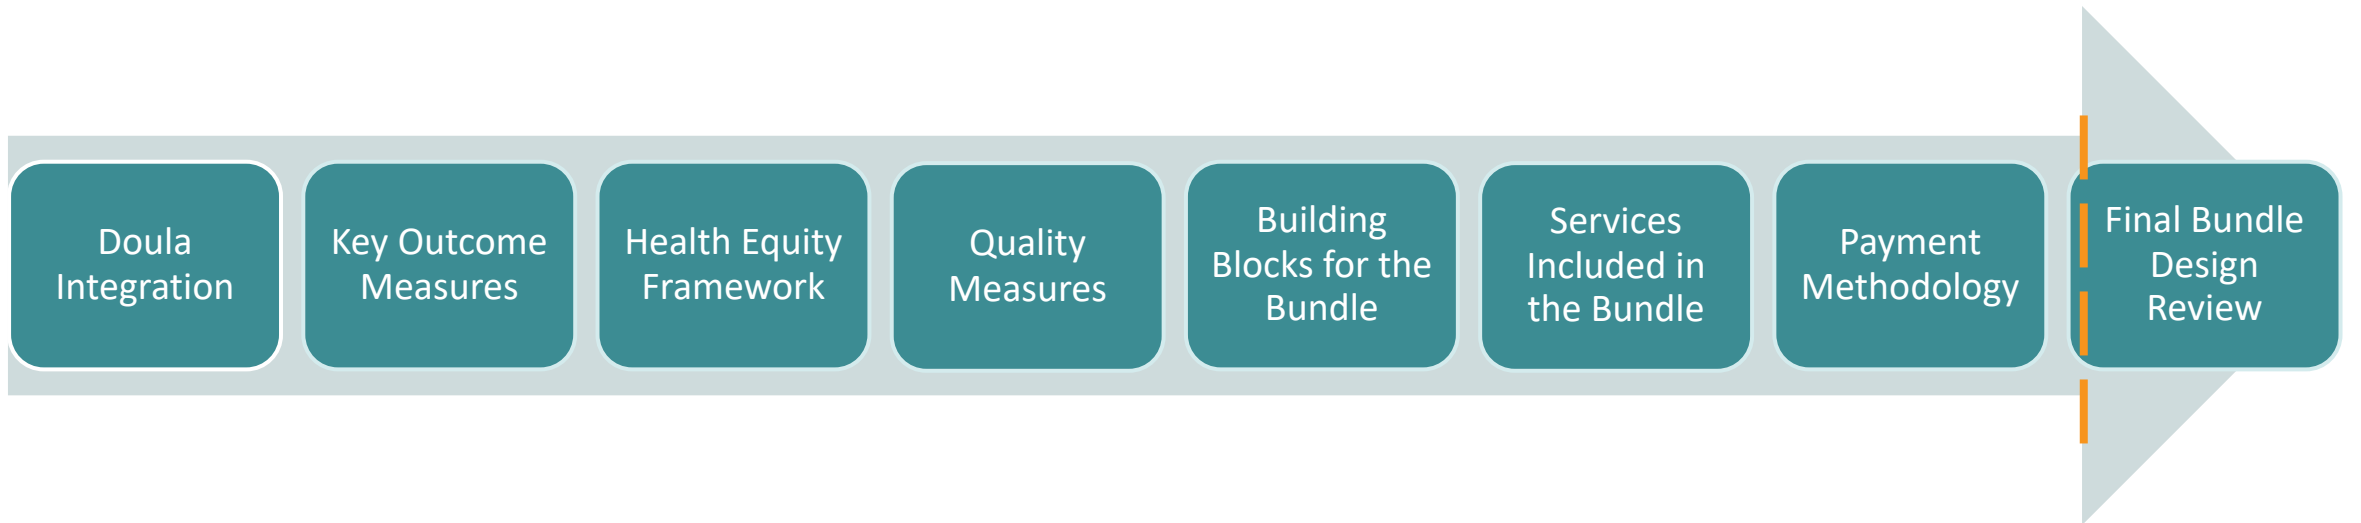 Doula
Integration
Key Outcome
Measures
Health Equity
Framework
Quality
Measures
Building
Blocks for the
Bundle
Services
Included in
the Bundle
Payment
Methodology
Final Bundle
Design
Review